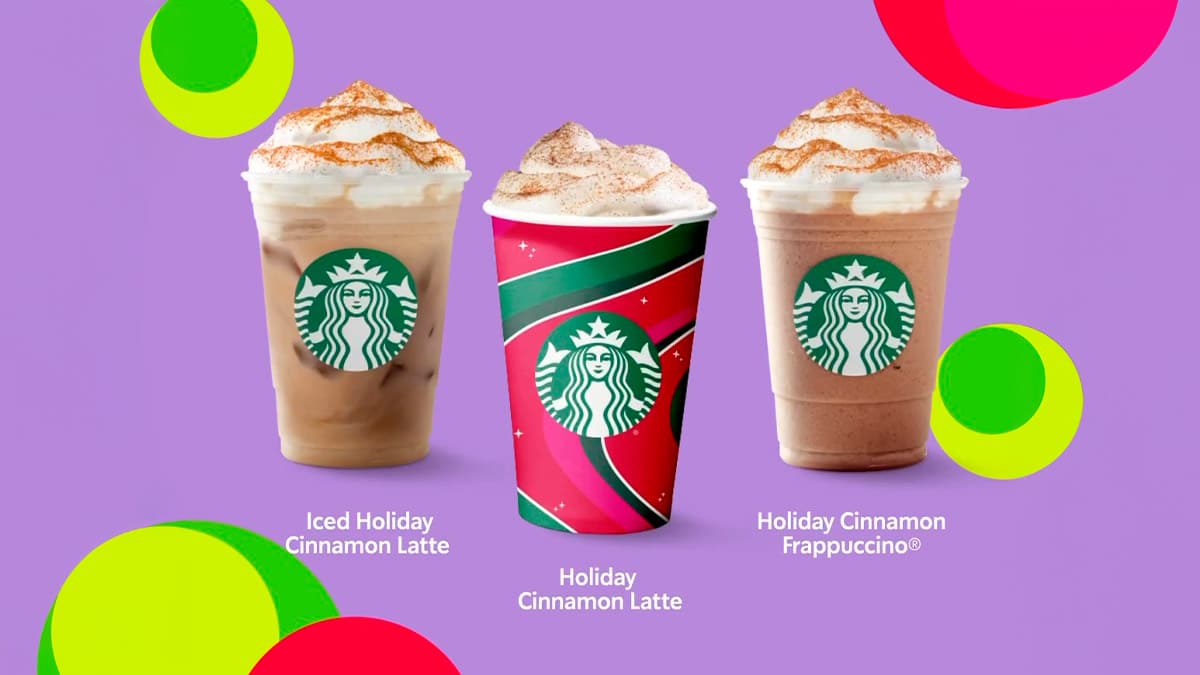 Iced Holiday
Cinnamon Latte
Holiday
Cinnamon Latte
Holiday Cinnamon
Frappuccino®